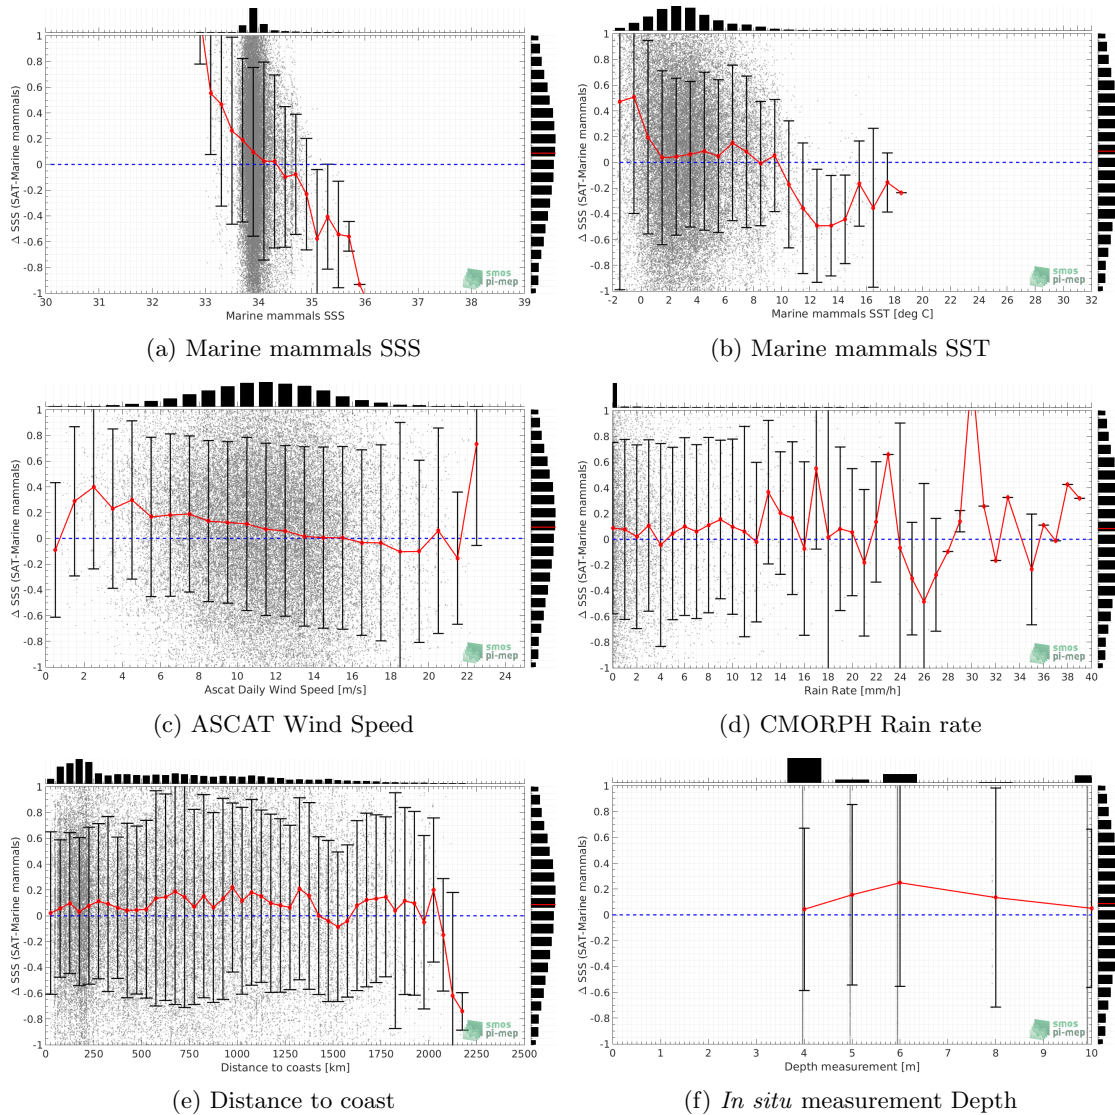 1
0.8
0.6
0.4
0.2
0
-0.2
-0.4
-0.6
-0.8
-1
Δ SSS (SAT-Marine mammals)
30 31 32 33 34 35 36 37 38 39
Marine mammals SSS
smos
pi-mep
(a) Marine mammals SSS
1
0.8
0.6
0.4
0.2
0
-0.2
-0.4
-0.6
-0.8
-1
Δ SSS (SAT-Marine mammals)
-2 0 2 4 6 8 10 12 14 16 18 20 22 24 26 28 30 32
Marine mammals SST [deg C]
smos
pi-mep
(b) Marine mammals SST
1
0.8
0.6
0.4
0.2
0
-0.2
-0.4
-0.6
-0.8
-1
Δ SSS (SAT-Marine mammals)
0 2 4 6 8 10 12 14 16 18 20 22 24
Ascat Daily Wind Speed [m/s]
smos
pi-mep
(c) ASCAT Wind Speed
1
0.8
0.6
0.4
0.2
0
-0.2
-0.4
-0.6
-0.8
-1
Δ SSS (SAT-Marine mammals)
0 2 4 6 8 10 12 14 16 18 20 22 24 26 28 30 32 34 36 38 40
Rain Rate [mm/h]
smos
pi-mep
(d) CMORPH Rain rate
1
0.8
0.6
0.4
0.2
0
-0.2
-0.4
-0.6
-0.8
-1
Δ SSS (SAT-Marine mammals)
0 250 500 750 1000 1250 1500 1750 2000 2250 2500
Distance to coasts [km]
smos
pi-mep
(e) Distance to coast
1
0.8
0.6
0.4
0.2
0
-0.2
-0.4
-0.6
-0.8
-1
Δ SSS (SAT-Marine mammals)
0 1 2 3 4 5 6 7 8 9 10
Depth measurement [m]
smos
pi-mep
(f) In situ measurement Depth